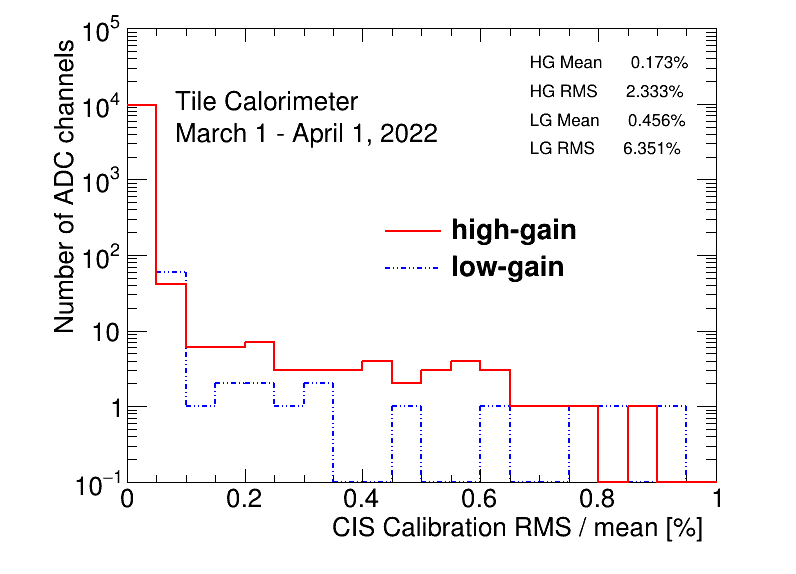 10^5
10^4
10^3
10^2
10
1
10^−1
0 0.2 0.4 0.6 0.8 1
Number of ADC channels
CIS Calibration RMS / mean [%]
Tile Calorimeter
March 1 - April 1, 2022
HG Mean 0.173%
HG RMS 2.333%
LG Mean 0.456%
LG RMS 6.351%
high-gain
low-gain